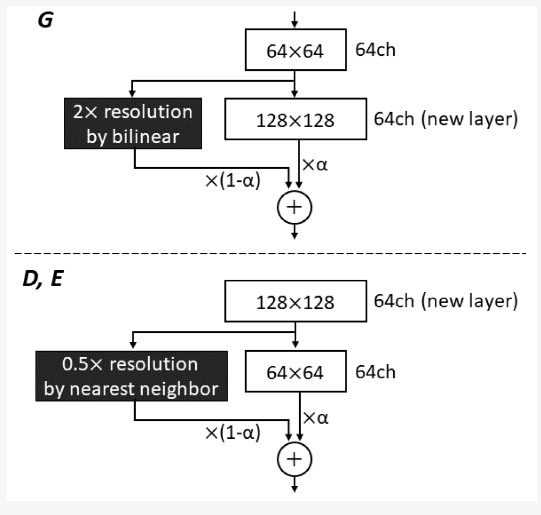 G
64×64
64ch
2× resolution
by bilinear
128×128
64ch (new layer)
×α
×(1-α)
+
D, E
128×128
64ch (new layer)
0.5× resolution
by nearest neighbor
64×64
64ch
×α
×(1-α)
+